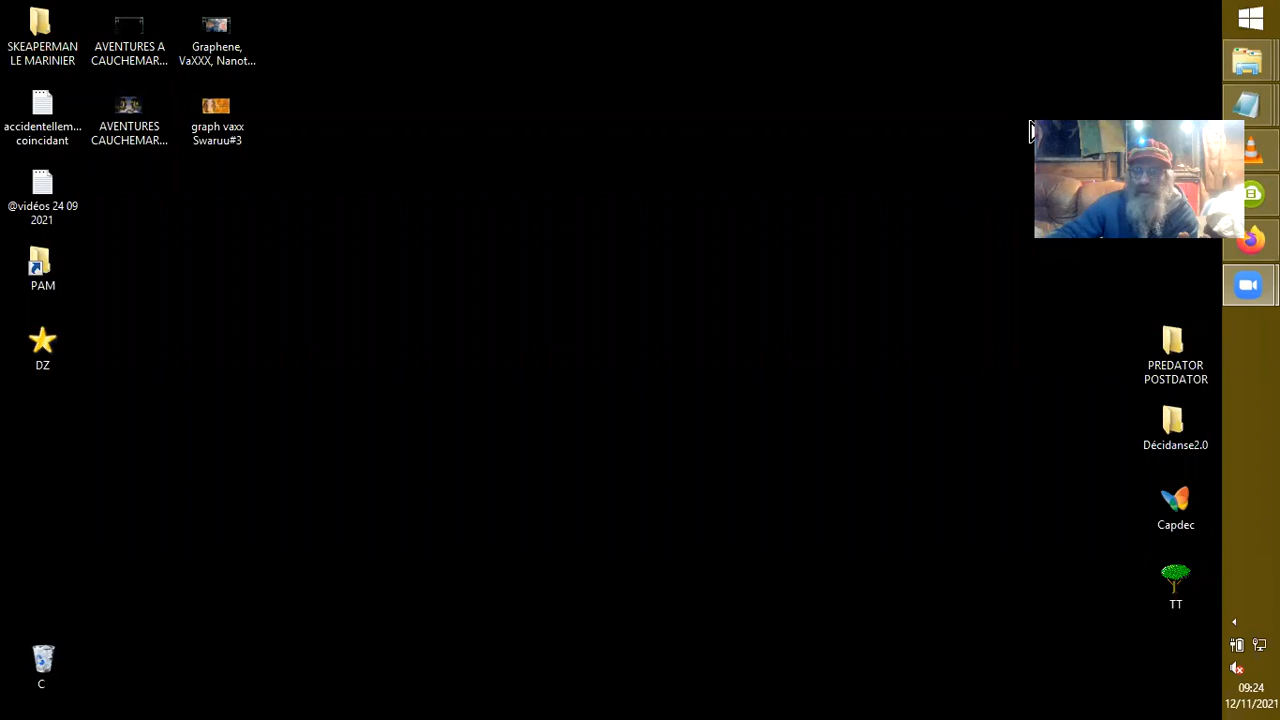 SKEAPERMAN
LE MARINIER
AVENTURES A
CAUCHEMAR...
Graphene,
VaXXX, Nanot...
accidentellem...
coincidant
AVENTURES
CAUCHEMAR...
graph vaxx
Swaruu#3
@vidéos 24 09
2021
PAM
DZ
PREDATOR
POSTDATOR
Décidanse2.0
Capdec
TT
C
09:24
12/11/2021